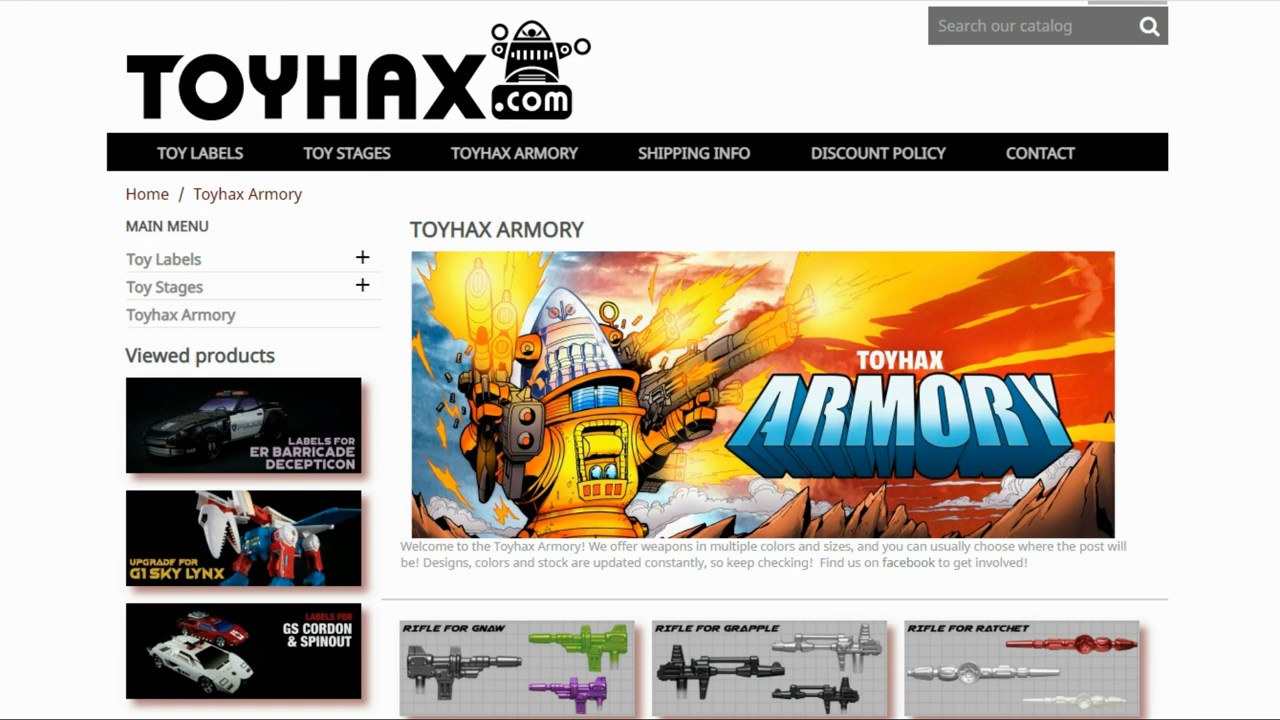 Search our catalog
TOYHAX
.com
TOY LABELS TOY STAGES TOYHAX ARMORY SHIPPING INFO DISCOUNT POLICY CONTACT
Home / Toyhax Armory
MAIN MENU
Toy Labels +
Toy Stages +
Toyhax Armory
Viewed products
LABELS FOR
ER BARRICADE
DECEPTICON
UPGRADE FOR
G1 SKY LYNX
LABELS FOR
GS CORDON
& SPINOUT
TOYHAX ARMORY
TOYHAX
ARMORY
Welcome to the Toyhax Armory! We offer weapons in multiple colors and sizes, and you can usually choose where the post will
be! Designs, colors and stock are updated constantly, so keep checking! Find us on facebook to get involved!
RIFLE FOR GNAW
RIFLE FOR GRAPPLE
RIFLE FOR RATCHET